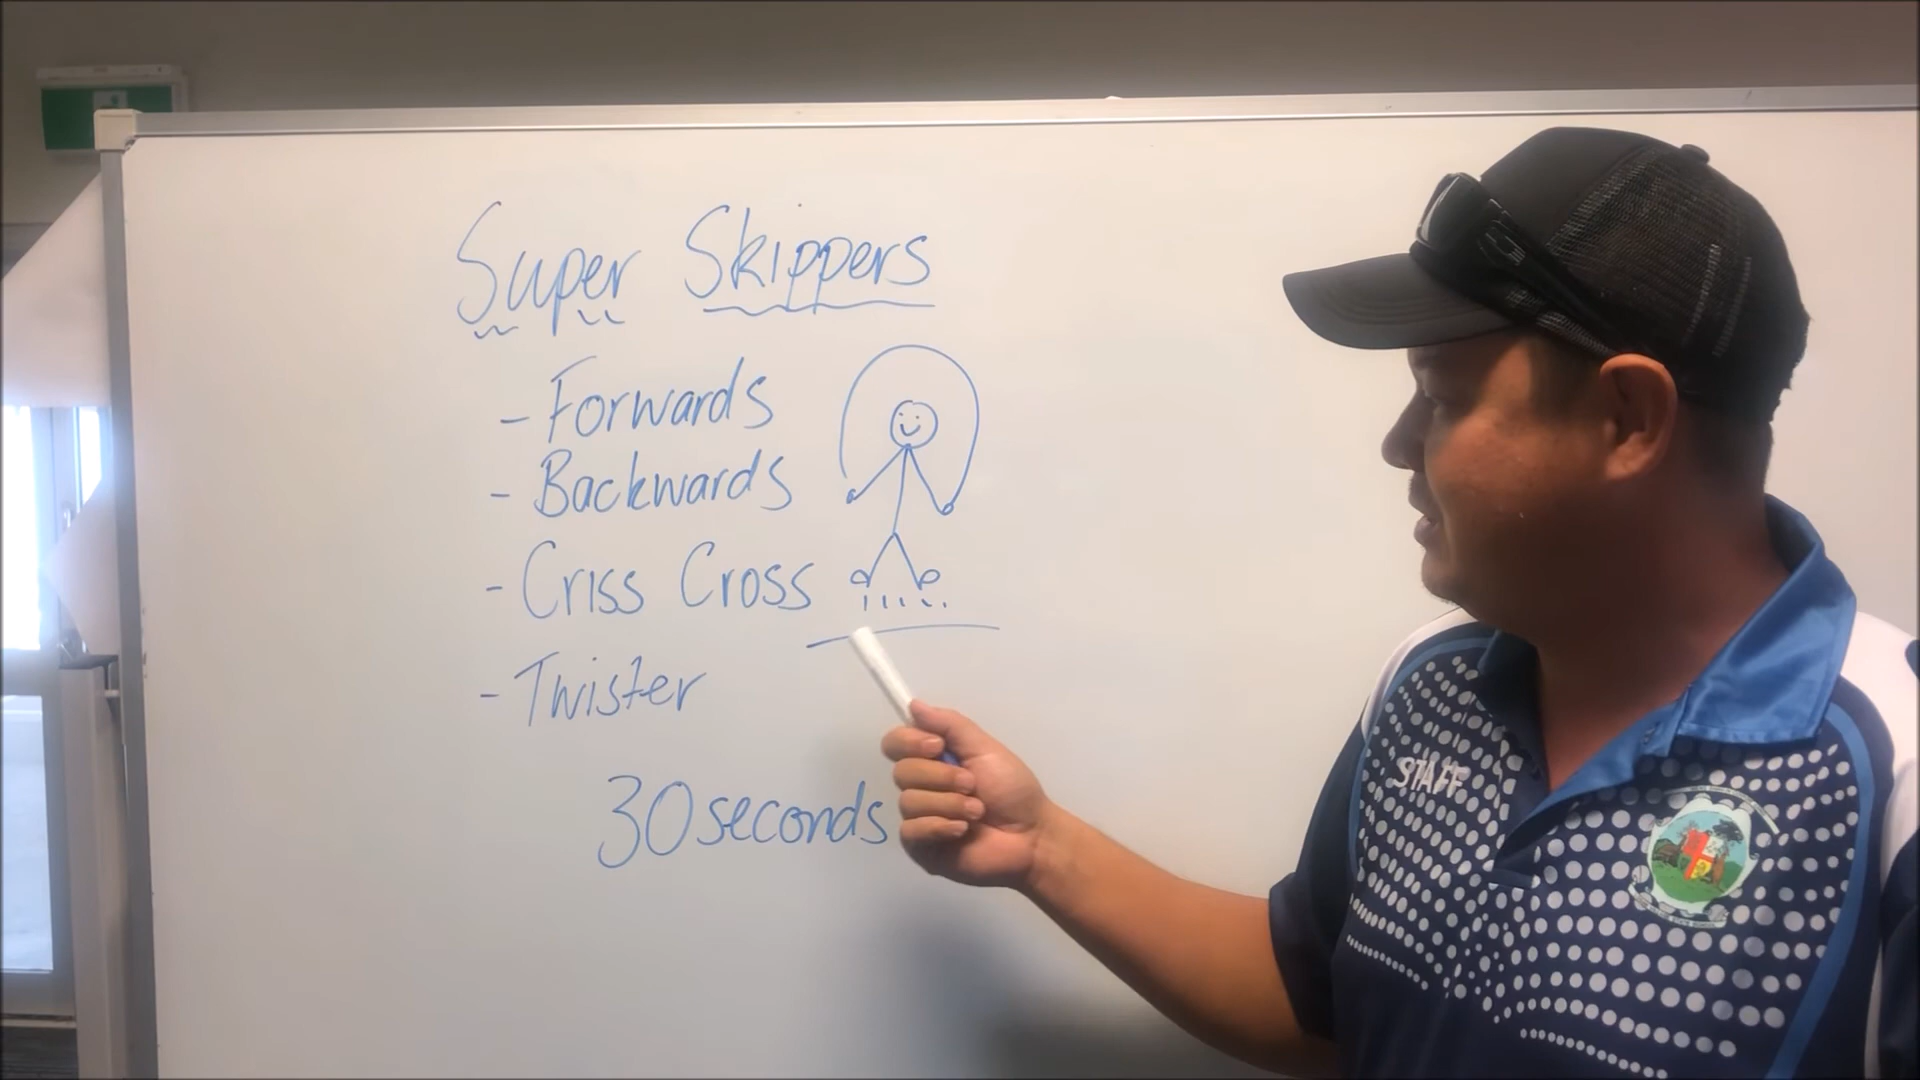 Super Skippers
- Forwards
- Backwards
- Criss Cross
- Twister
30 seconds
STAFF